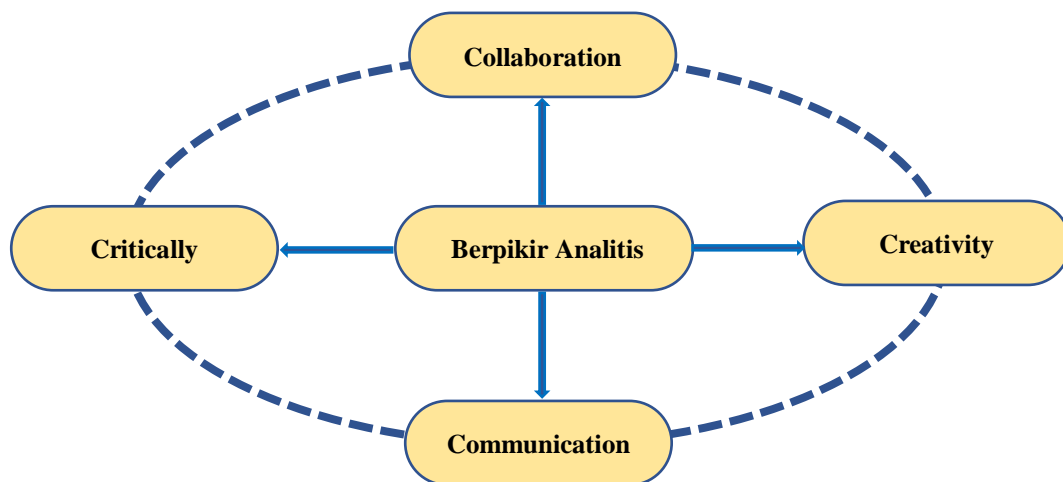 Collaboration
Critically
Berpikir Analitis
Creativity
Communication